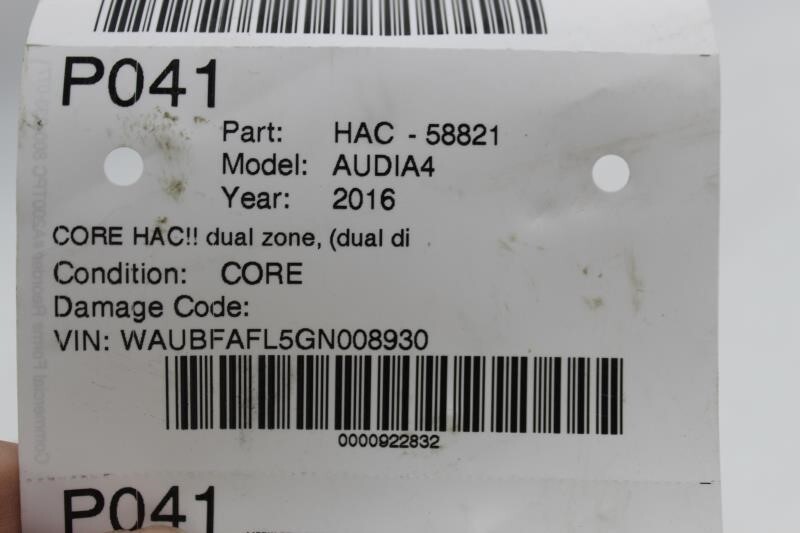 P041
Part: HAC - 58821
Model: AUDIA4
Year: 2016
CORE HAC!! dual zone, (dual di
Condition: CORE
Damage Code:
VIN: WAUBFAFL5GN008930
0000922832
P041